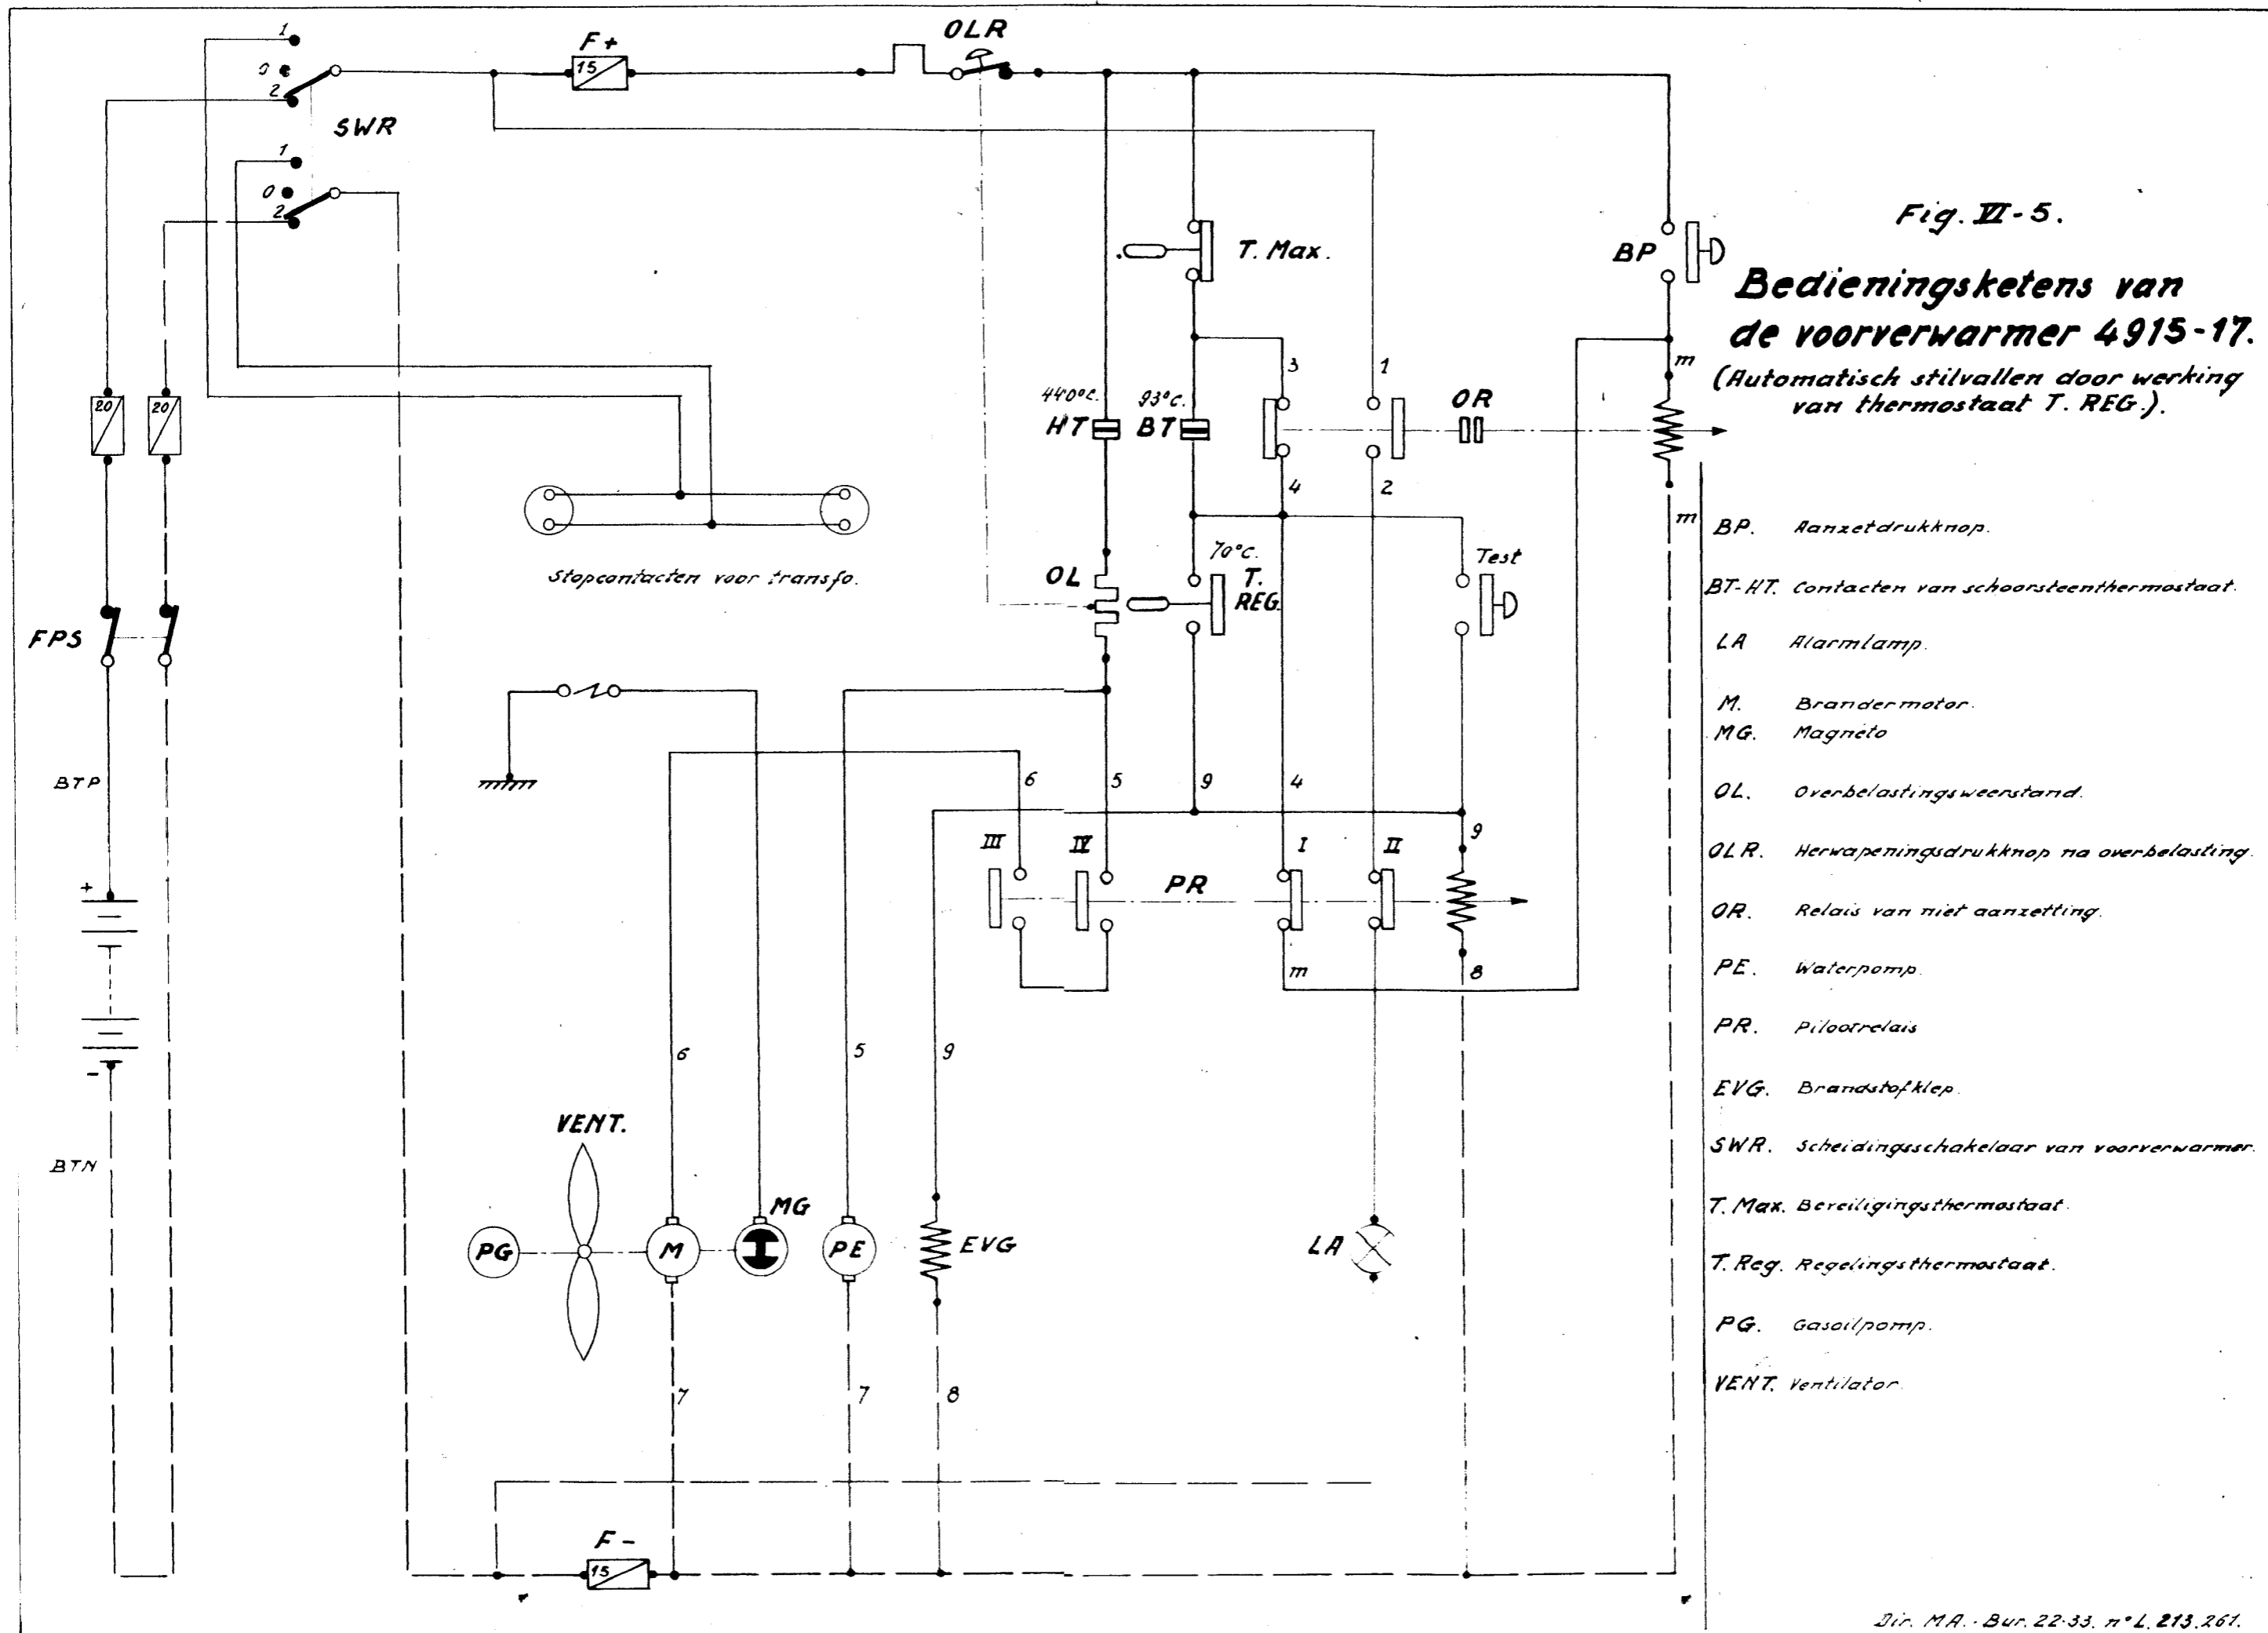 OLR
F+
15
1
0
2
SWR
1
0
2
Fig. VI-5.
BP
T. Max.
Bedieningsketens van
de voorverwarmer 4915-17.
(Automatisch stilvallen door werking
van thermostaat T. REG.).
m
3
1
440°C.
93°C.
HT
BT
OR
20
20
4
2
m
70°C.
T.
REG.
Test
OL
Stopcontacten voor transfo.
FPS
BTP
6
5
9
4
9
III
IV
I
II
PR
m
8
+
-
6
5
9
VENT.
BTN
MG
PG
M
PE
EVG
LA
7
7
8
F-
15
BP. Aanzetdrukknop.
BT-HT. Contacten van schoorsteenthermostaat.
LA Alarmlamp.
M. Brandermotor.
MG. Magnéto
OL. Overbelastingsweerstand.
OLR. Herwapeningsdrukknop na overbelasting.
OR. Relais van niet aanzetting.
PE. Waterpomp.
PR. Pilootrelais
EVG. Brandstofklep.
SWR. Scheidingsschakelaar van voorverwarmer.
T. Max. Beveiligingsthermostaat.
T. Reg. Regelingsthermostaat.
PG. Gasoilpomp.
VENT. Ventilator.
Dir. M.A. - Bur. 22-33. n° L. 213.261.